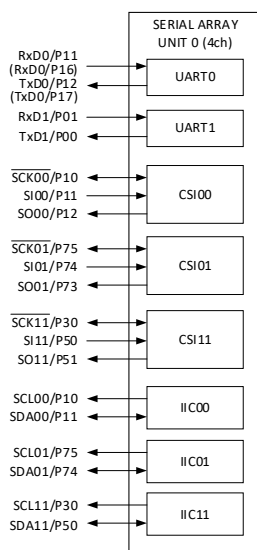 SERIAL ARRAY
UNIT 0 (4ch)
RxD0/P11
(RxD0/P16)
TxD0/P12
(TxD0/P17)
UART0
RxD1/P01
TxD1/P00
UART1
SCK00/P10
SI00/P11
SO00/P12
CSI00
SCK01/P75
SI01/P74
SO01/P73
CSI01
SCK11/P30
SI11/P50
SO11/P51
CSI11
SCL00/P10
SDA00/P11
IIC00
SCL01/P75
SDA01/P74
IIC01
SCL11/P30
SDA11/P50
IIC11